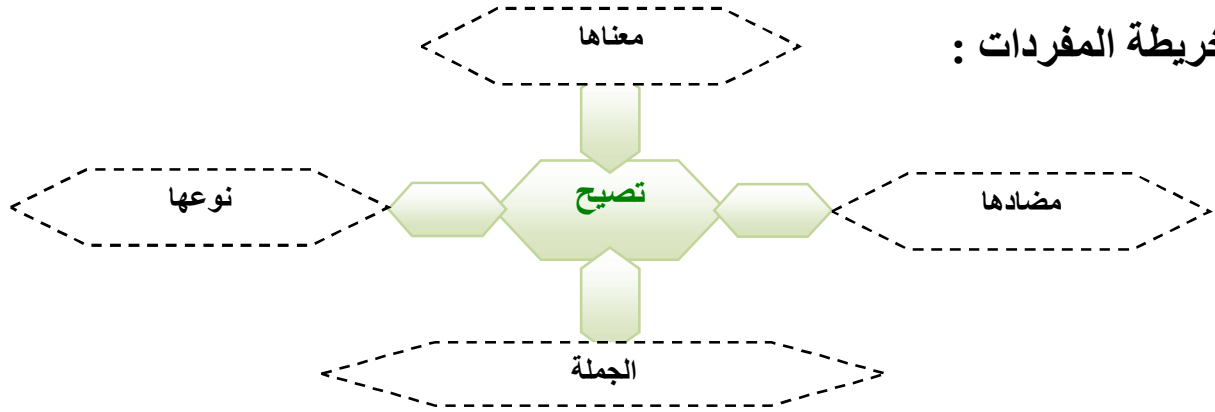 خريطة المفردات :
معناها
مضادها
تصيح
نوعها
الجملة